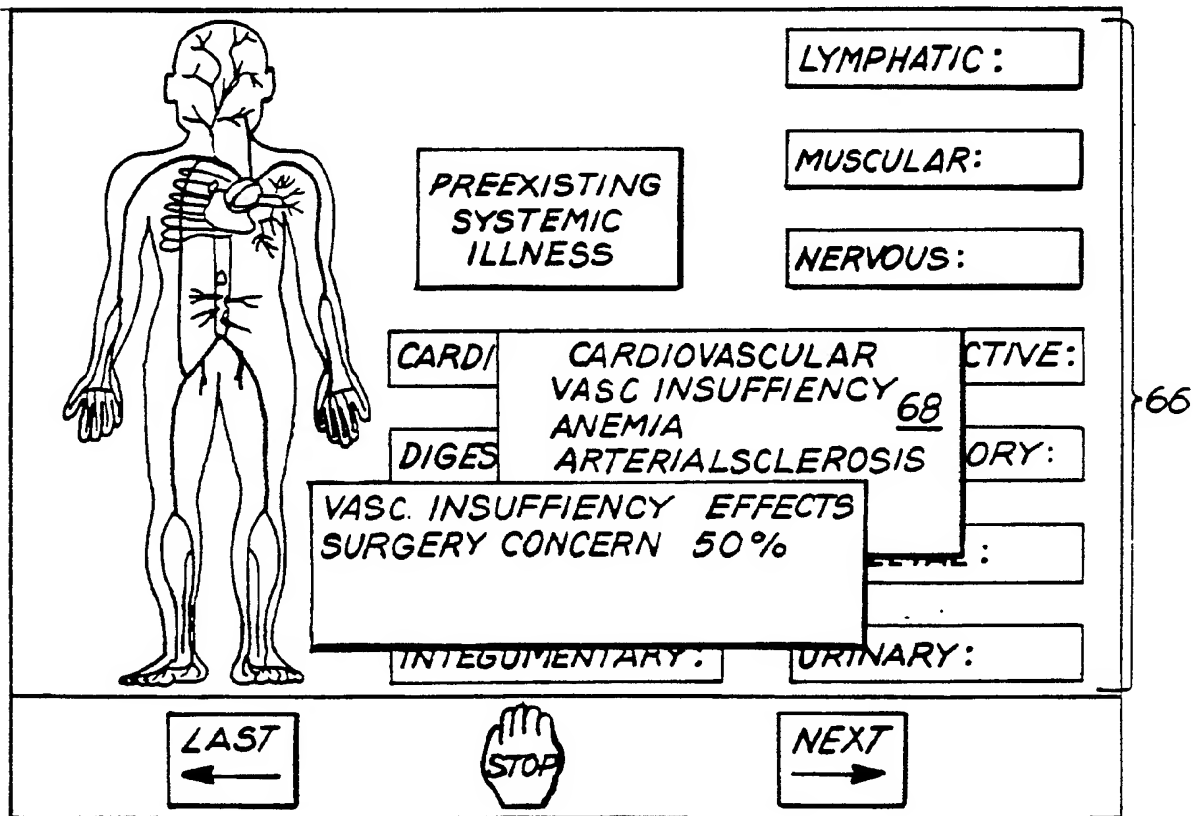 LYMPHATIC:
MUSCULAR:
PREEXISTING
SYSTEMIC
ILLNESS
NERVOUS:
CARDI
CARDIOVASCULAR
VASC INSUFFIENCY
ANEMIA
ARTERIALSCLEROSIS
68
CTIVE:
66
DIGES
ORY:
VASC. INSUFFIENCY EFFECTS
SURGERY CONCERN 50%
INTEGUMENTARY:
URINARY:
LAST
STOP
NEXT